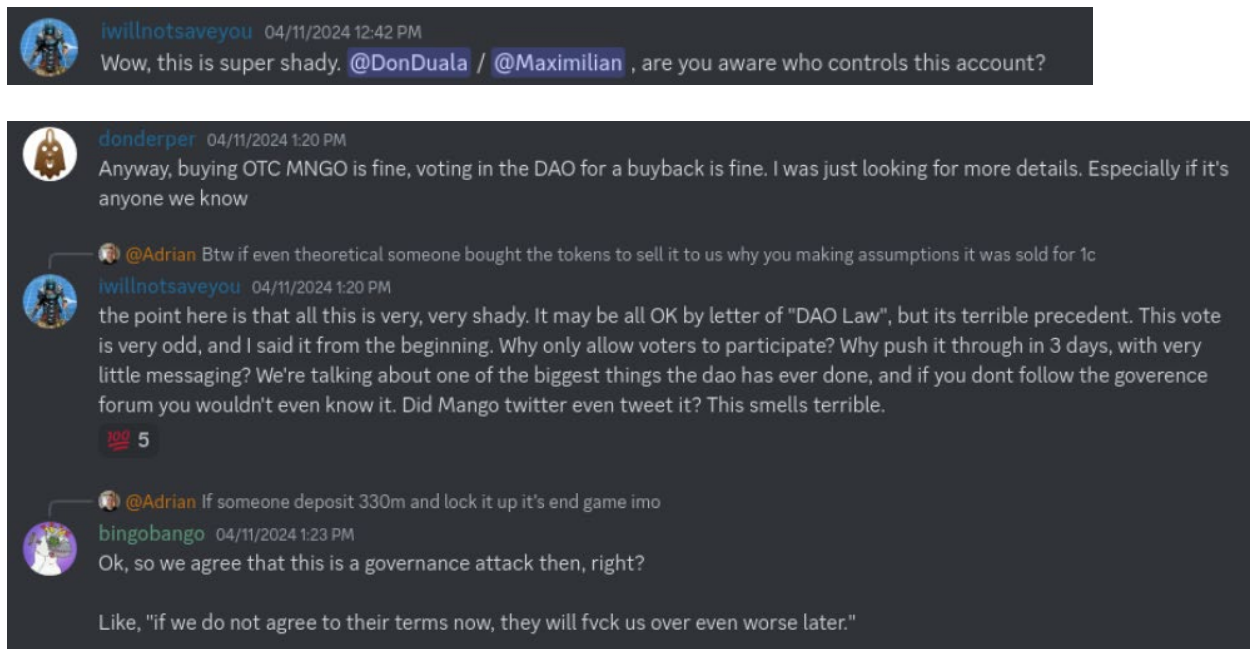 iwillnotsaveyou 04/11/2024 12:42 PM
Wow, this is super shady. @DonDuala / @Maximilian , are you aware who controls this account?
donderper 04/11/2024 1:20 PM
Anyway, buying OTC MNGO is fine, voting in the DAO for a buyback is fine. I was just looking for more details. Especially if it's
anyone we know
@Adrian Btw if even theoretical someone bought the tokens to sell it to us why you making assumptions it was sold for 1c
iwillnotsaveyou 04/11/2024 1:20 PM
the point here is that all this is very, very shady. It may be all OK by letter of "DAO Law", but its terrible precedent. This vote
is very odd, and I said it from the beginning. Why only allow voters to participate? Why push it through in 3 days, with very
little messaging? We're talking about one of the biggest things the dao has ever done, and if you dont follow the goverence
forum you wouldn't even know it. Did Mango twitter even tweet it? This smells terrible.
💯 5
@Adrian If someone deposit 330m and lock it up it's end game imo
bingobango 04/11/2024 1:23 PM
Ok, so we agree that this is a governance attack then, right?
Like, "if we do not agree to their terms now, they will fvck us over even worse later."